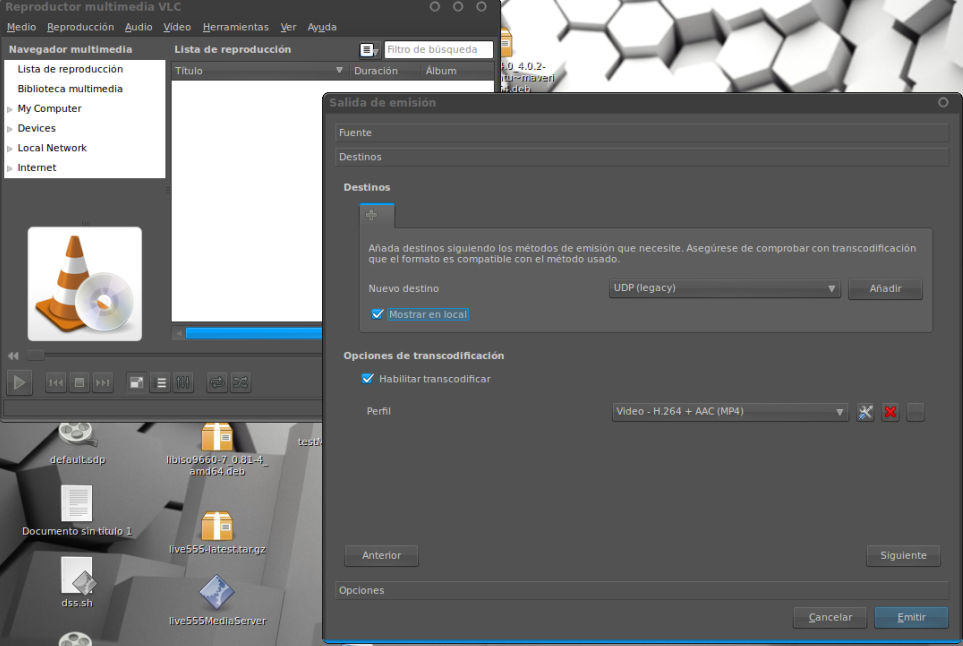 Reproductor multimedia VLC
Medio Reproducción Audio Vídeo Herramientas Ver Ayuda
Navegador multimedia
Lista de reproducción
Biblioteca multimedia
My Computer
Devices
Local Network
Internet
Lista de reproducción
Filtro de búsqueda
Título Duración Álbum
4.0.2-
maveri
.deb
Salida de emisión
Fuente
Destinos
Destinos
Añada destinos siguiendo los métodos de emisión que necesite. Asegúrese de comprobar con transcodificación
que el formato es compatible con el método usado.
Nuevo destino
UDP (legacy)
Añadir
Mostrar en local
Opciones de transcodificación
Habilitar transcodificar
Perfil
Video - H.264 + AAC (MP4)
Anterior
Siguiente
Opciones
Cancelar
Emitir
default.sdp
libiso9660-7_0.81-4_
amd64.deb
Documento sin título 1
live555-latest.tar.gz
dss.sh
live555MediaServer